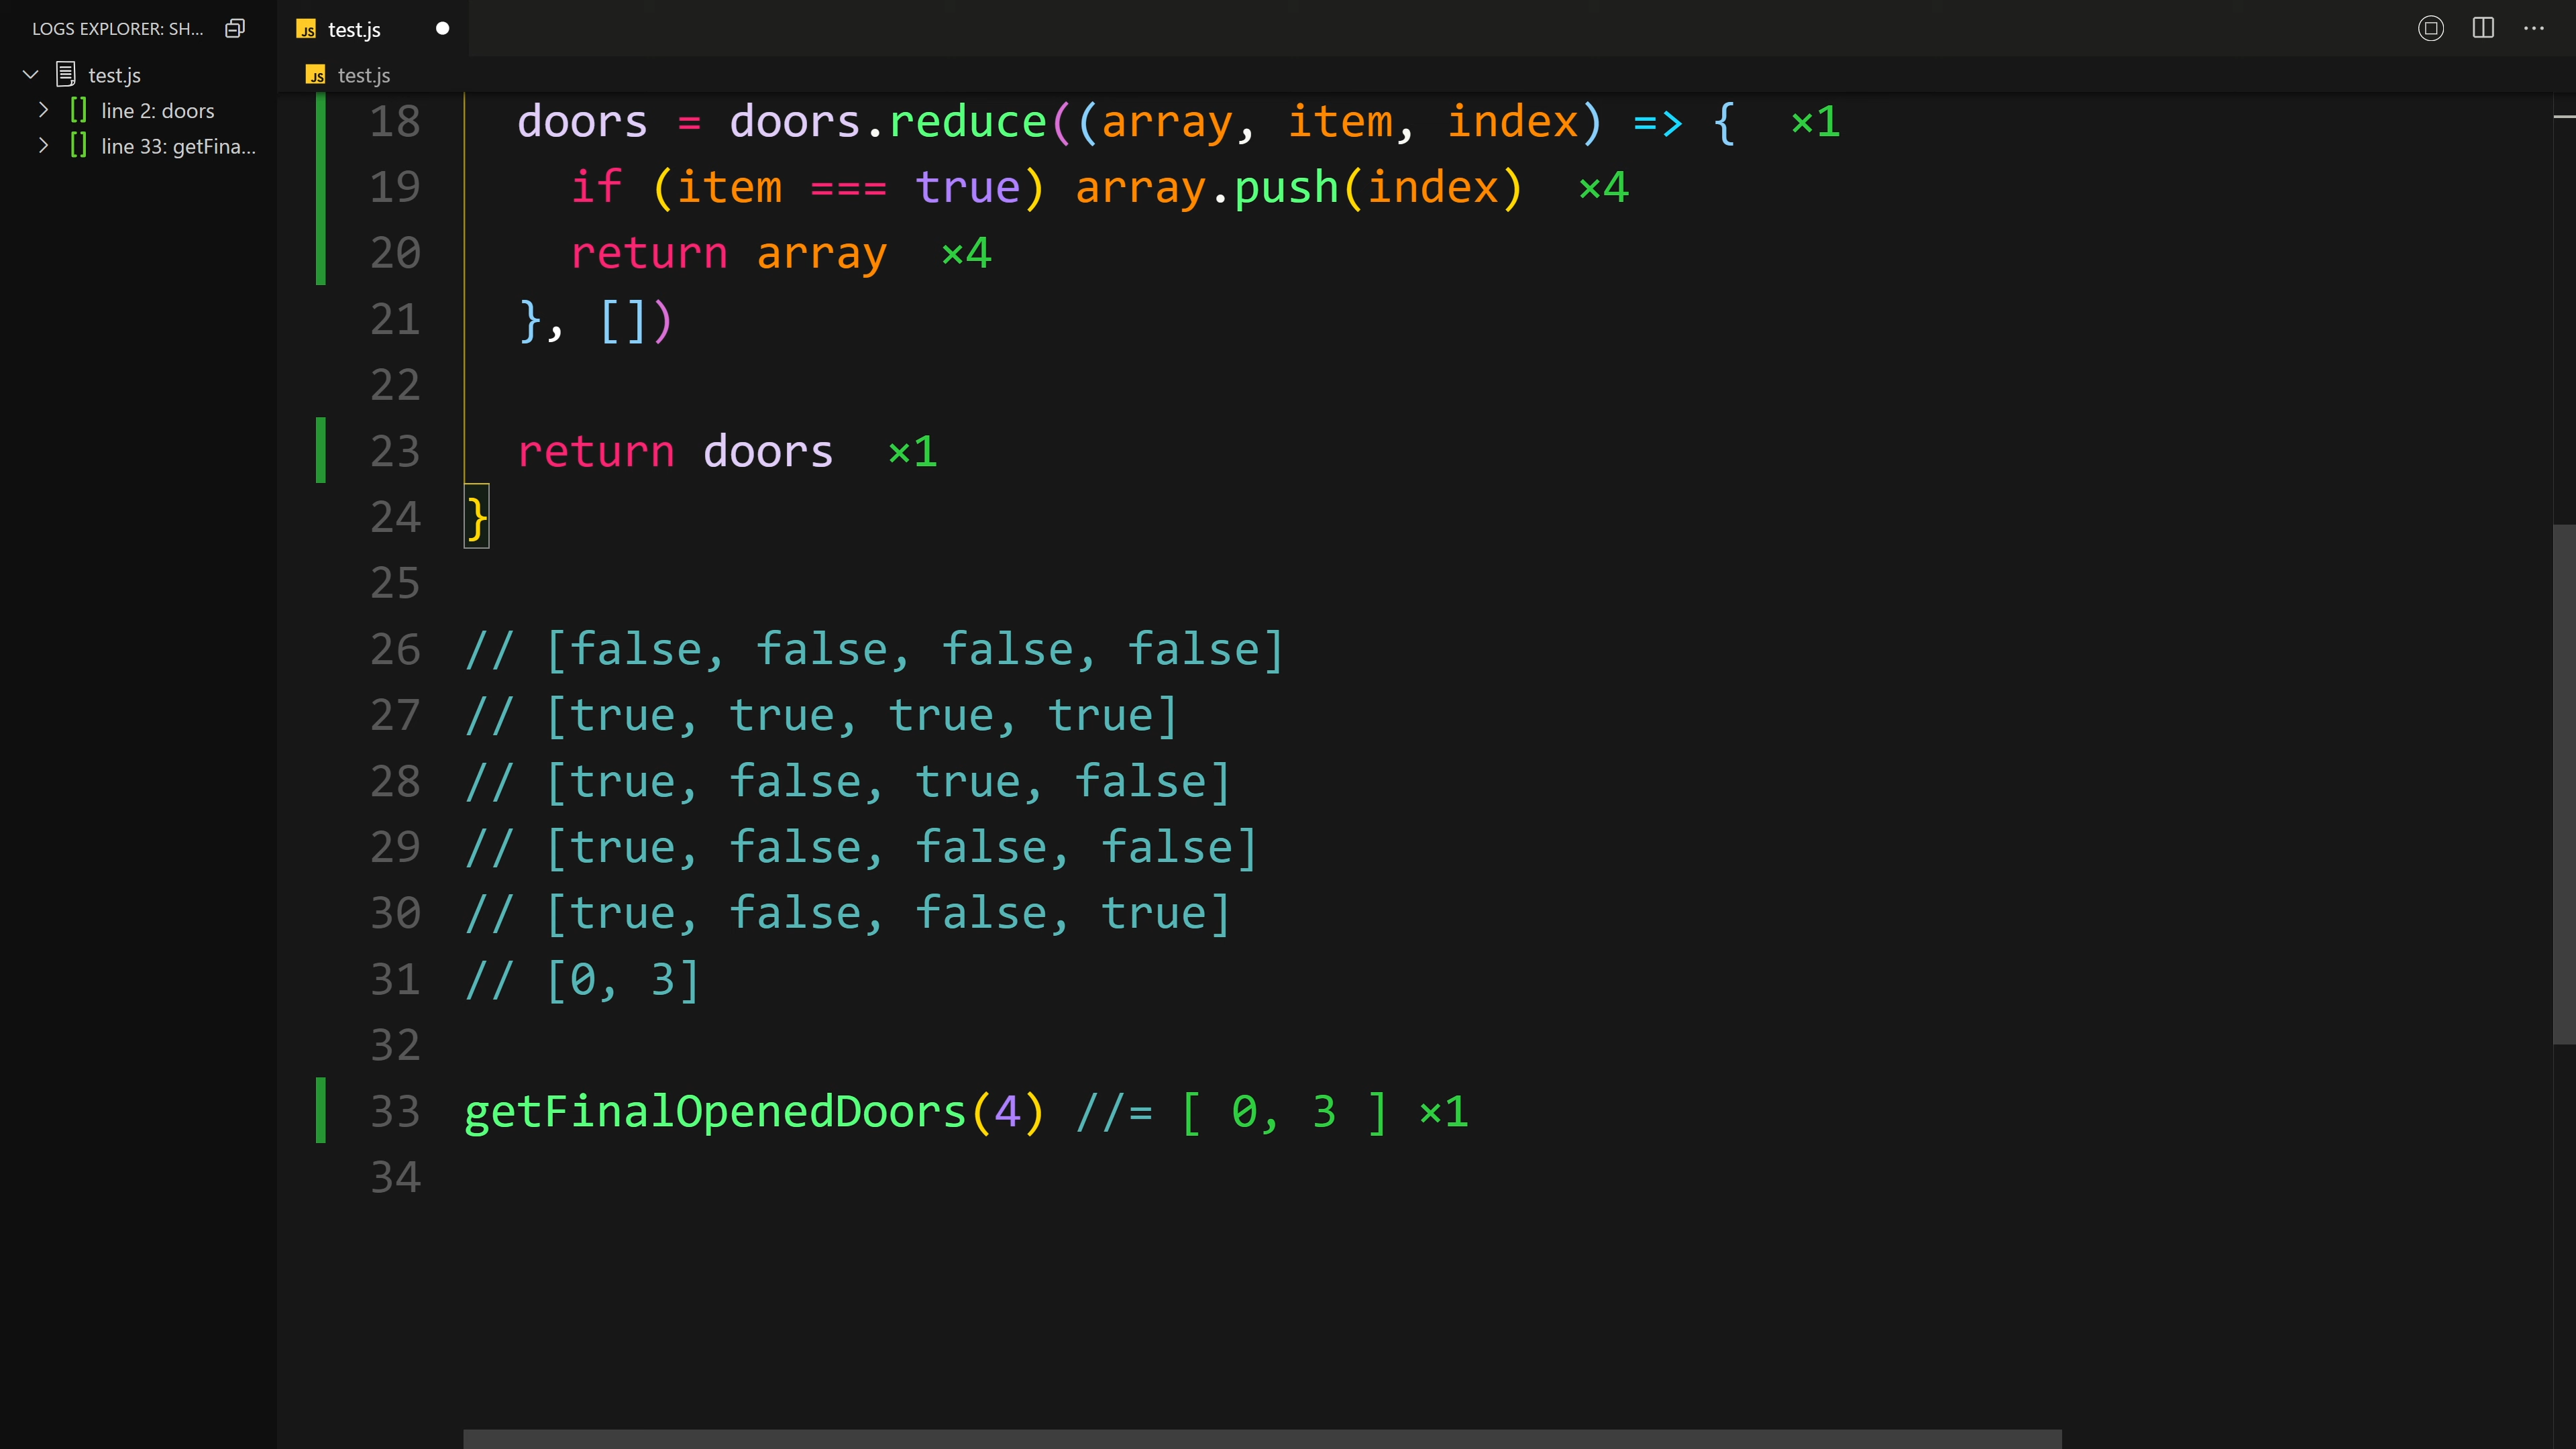 LOGS EXPLORER: SH...
test.js
line 2: doors
line 33: getFina...
JS test.js
JS test.js
18 doors = doors.reduce((array, item, index) => { ×1
19 if (item === true) array.push(index) ×4
20 return array ×4
21 }, [])
22
23 return doors ×1
24 }
25
26 // [false, false, false, false]
27 // [true, true, true, true]
28 // [true, false, true, false]
29 // [true, false, false, false]
30 // [true, false, false, true]
31 // [0, 3]
32
33 getFinalOpenedDoors(4) //= [ 0, 3 ] ×1
34